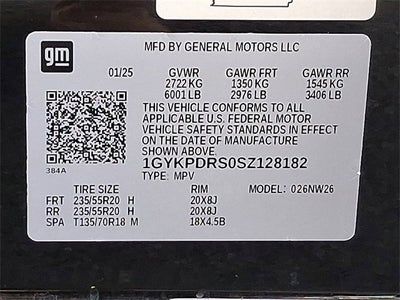 gm
MFD BY GENERAL MOTORS LLC
01/25 GVWR GAWR FRT GAWR RR
2722 KG 1350 KG 1545 KG
6001 LB 2976 LB 3406 LB
THIS VEHICLE CONFORMS TO ALL
APPLICABLE U.S. FEDERAL MOTOR
VEHICLE SAFETY STANDARDS IN EFFECT
ON THE DATE OF MANUFACTURE
SHOWN ABOVE.
1GYKPDRS0SZ128182
3B4A TYPE: MPV
TIRE SIZE RIM MODEL: 026NW26
FRT 235/55R20 H 20X8J
RR 235/55R20 H 20X8J
SPA T135/70R18 M 18X4.5B